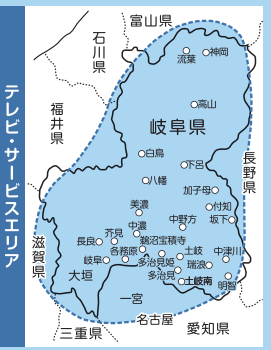 テレビ・サービスエリア
富山県
石川県
福井県
長野県
滋賀県
三重県
愛知県
岐阜県
流葉
神岡
高山
白鳥
下呂
八幡
加子母
付知
坂下
美濃
中濃
中野方
芥見
鵜沼宝積寺
長良
土岐
中津川
岐阜
各務原
多治見姫
瑞浪
多治見
土岐南
明智
大垣
一宮
名古屋